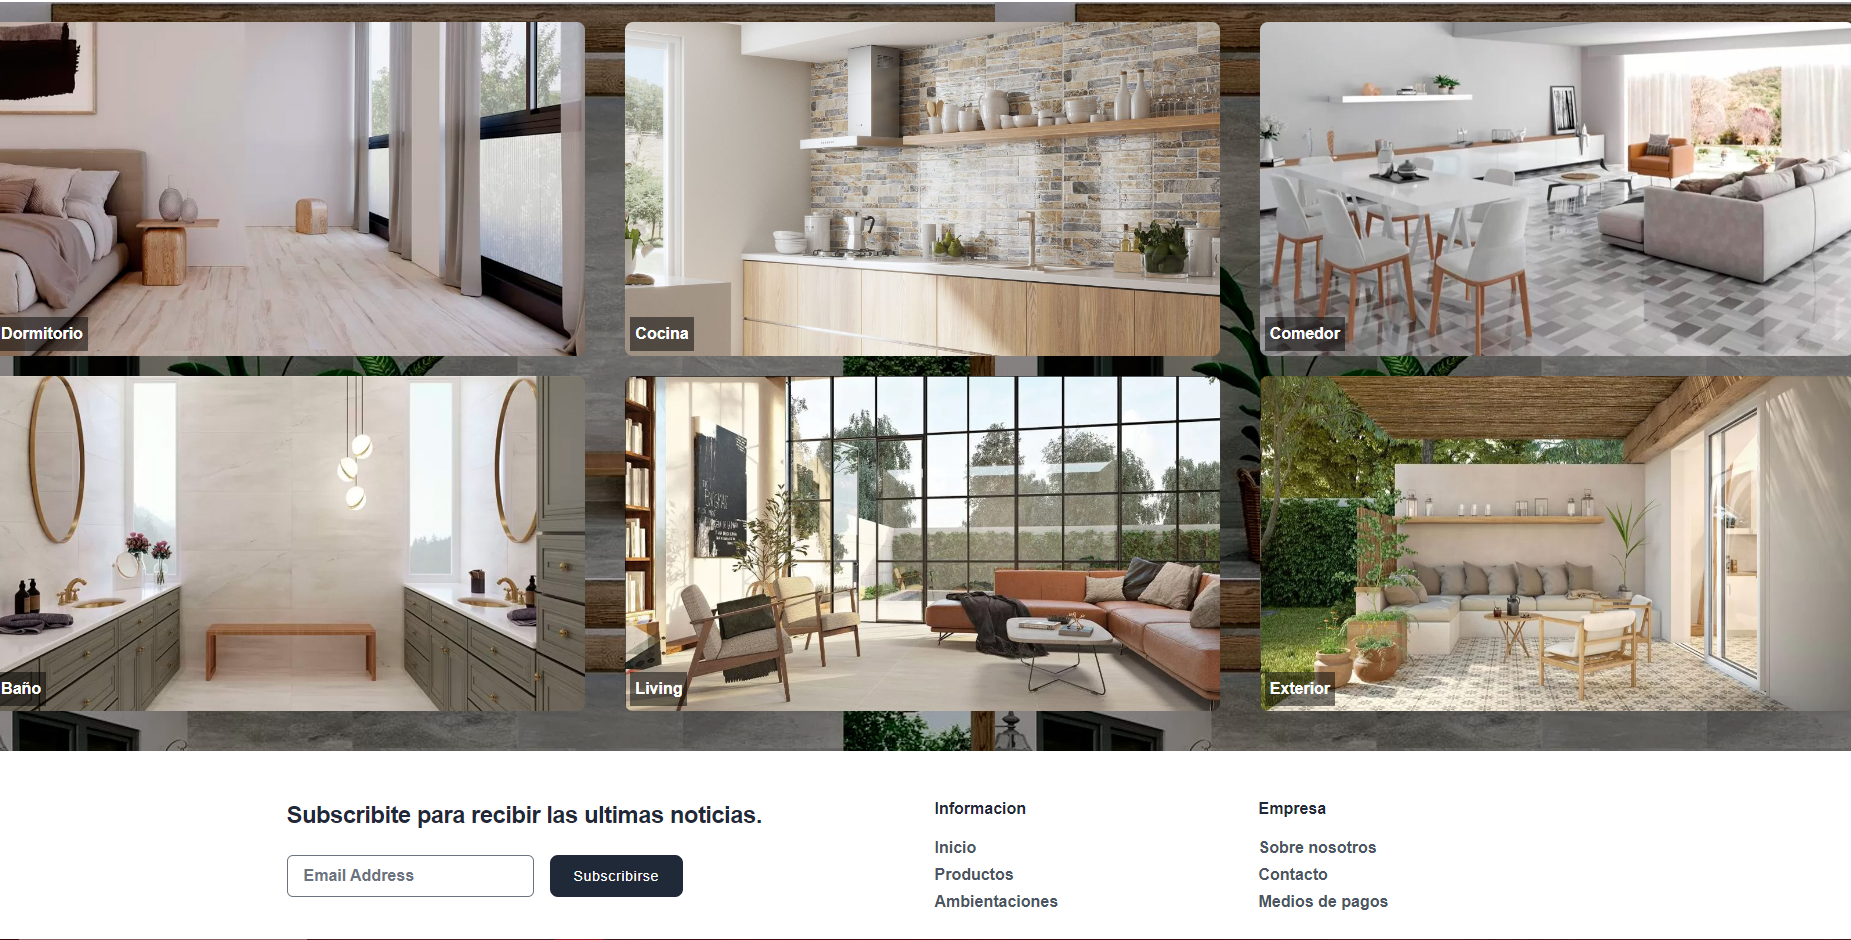 Dormitorio
Cocina
Comedor
Baño
Living
Exterior
Subscribite para recibir las ultimas noticias.
Email Address
Subscribirse
Informacion
Inicio
Productos
Ambientaciones
Empresa
Sobre nosotros
Contacto
Medios de pagos